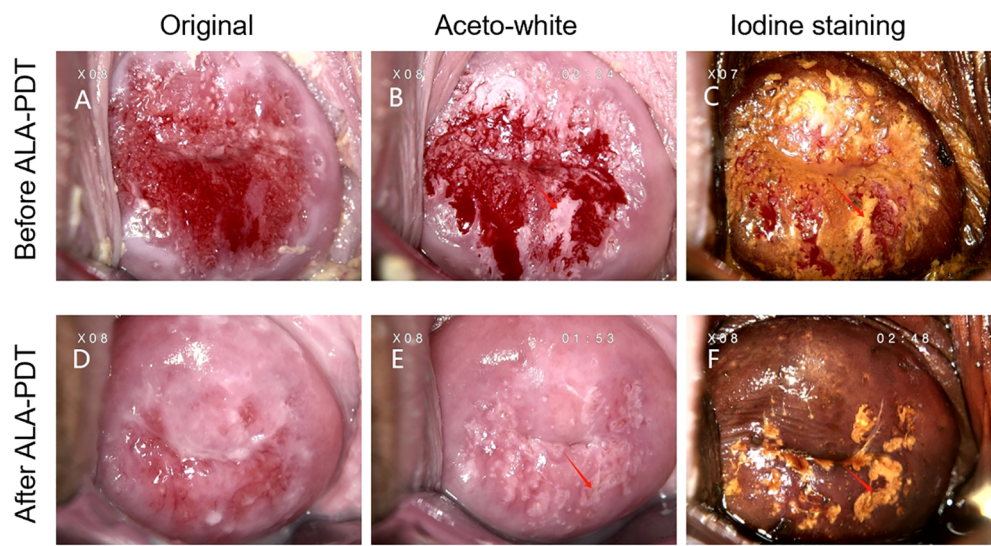 Original
Aceto-white
Iodine staining
Before ALA-PDT
X08
A
X08
02:24
B
X07
C
After ALA-PDT
X08
D
X08
01:53
E
X08
02:48
F